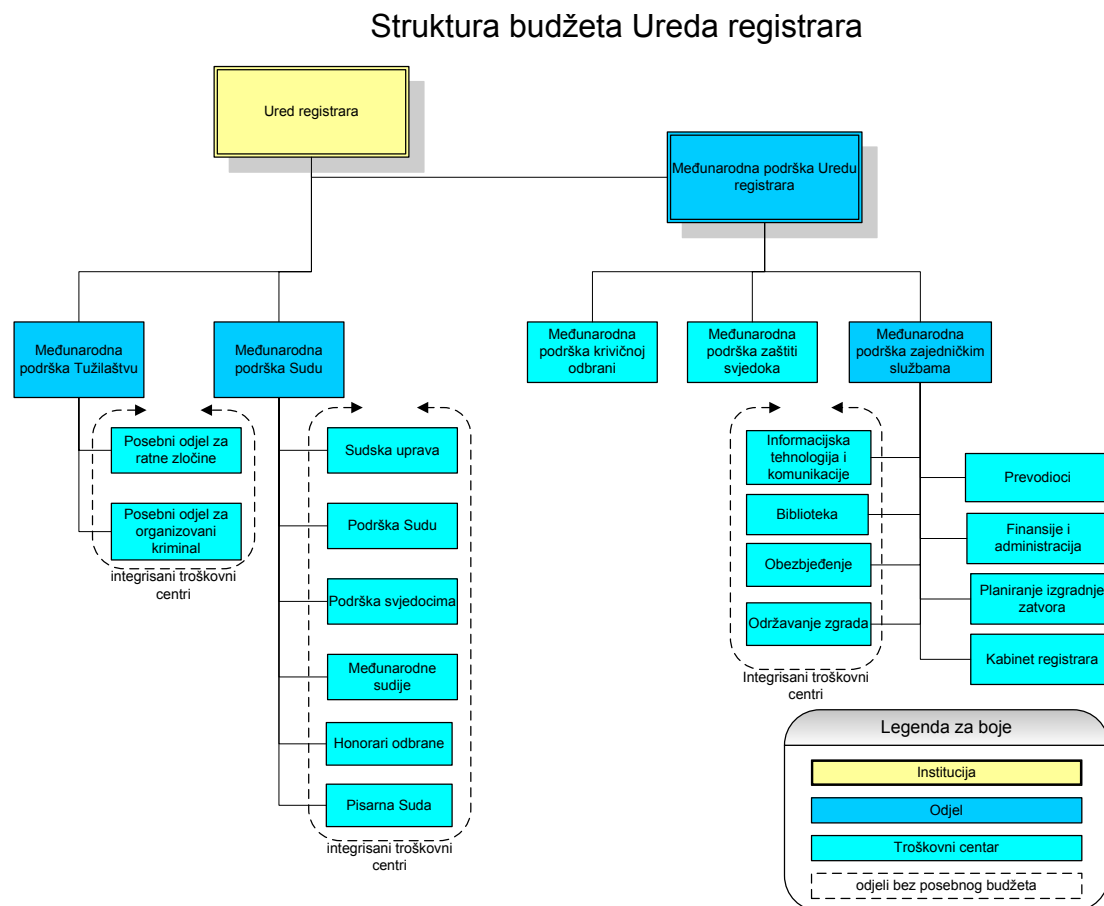 Struktura budžeta Ureda registrara
Ured registrara
Međunarodna podrška Uredu
registrara
Međunarodna
podrška Tužilaštvu
Međunarodna
podrška Sudu
Međunarodna
podrška krivičnoj
odbrani
Međunarodna
podrška zaštiti
svjedoka
Međunarodna
podrška zajedničkim
službama
Posebni odjel za
ratne zločine
Posebni odjel za
organizovani
kriminal
integrisani troškovni
centri
Sudska uprava
Podrška Sudu
Podrška svjedocima
Međunarodne
sudije
Honorari odbrane
Pisarna Suda
integrisani troškovni
centri
Informacijska
tehnologija i
komunikacije
Biblioteka
Obezbjeđenje
Održavanje zgrada
Integrisani troškovni
centri
Prevodioci
Finansije i
administracija
Planiranje izgradnje
zatvora
Kabinet registrara
Legenda za boje
Institucija
Odjel
Troškovni centar
odjeli bez posebnog budžeta